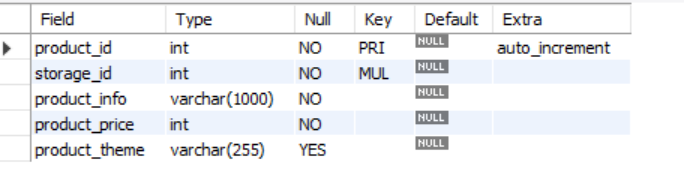 Field Type Null Key Default Extra
product_id int NO PRI NULL auto_increment
storage_id int NO MUL NULL
product_info varchar(1000) NO NULL
product_price int NO NULL
product_theme varchar(255) YES NULL